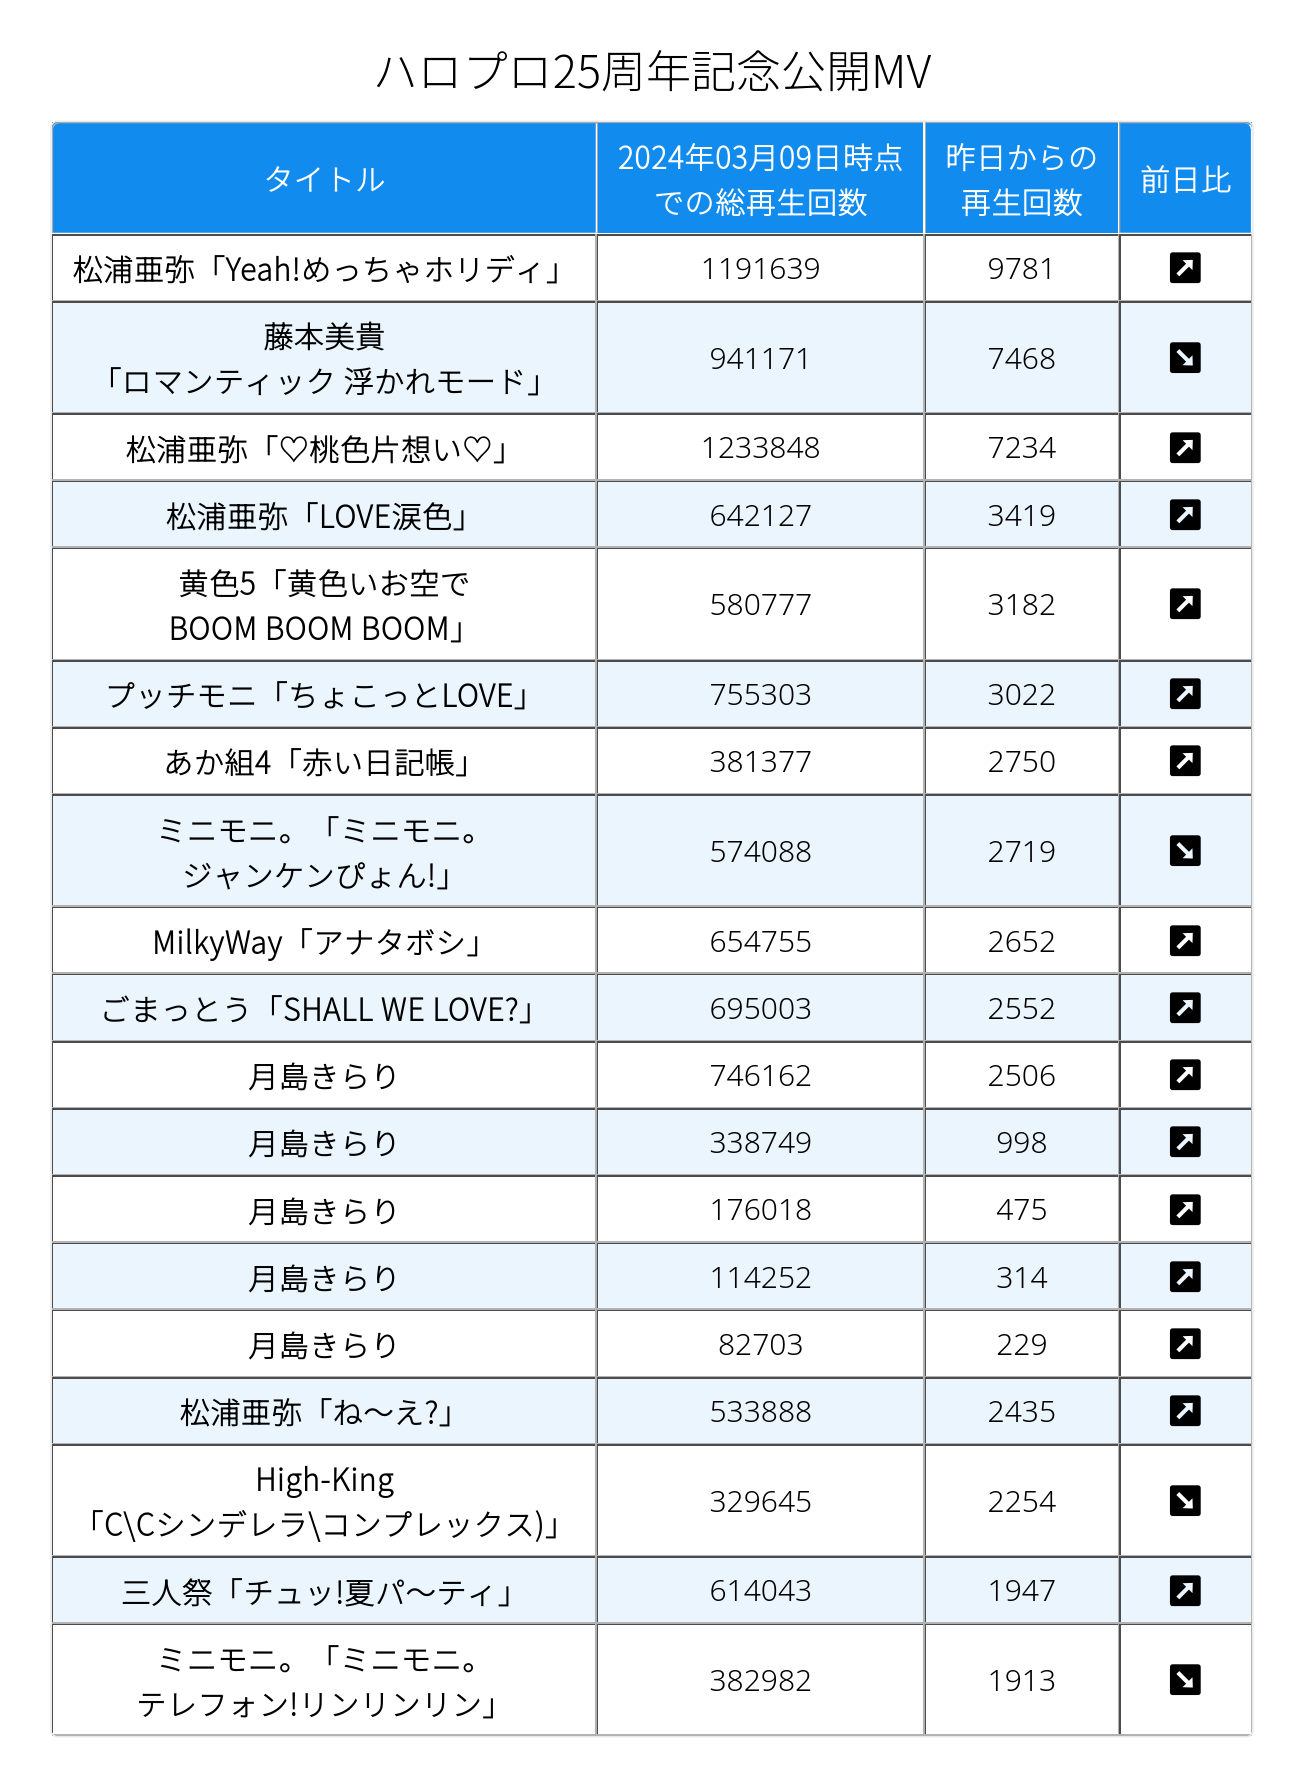 ハロプロ25周年記念公開MV
タイトル
2024年03月09日時点
での総再生回数
昨日からの
再生回数
前日比
松浦亜弥「Yeah!めっちゃホリディ」 1191639 9781 ↗
藤本美貴
「ロマンティック 浮かれモード」 941171 7468 ↘
松浦亜弥「♡桃色片想い♡」 1233848 7234 ↗
松浦亜弥「LOVE涙色」 642127 3419 ↗
黄色5「黄色いお空で
BOOM BOOM BOOM」 580777 3182 ↗
プッチモニ「ちょこっとLOVE」 755303 3022 ↗
あか組4「赤い日記帳」 381377 2750 ↗
ミニモニ。「ミニモニ。
ジャンケンぴょん!」 574088 2719 ↘
MilkyWay「アナタボシ」 654755 2652 ↗
ごまっとう「SHALL WE LOVE?」 695003 2552 ↗
月島きらり 746162 2506 ↗
月島きらり 338749 998 ↗
月島きらり 176018 475 ↗
月島きらり 114252 314 ↗
月島きらり 82703 229 ↗
松浦亜弥「ね～え?」 533888 2435 ↗
High-King
「C\Cシンデレラ\コンプレックス)」 329645 2254 ↘
三人祭「チュッ!夏パ～ティ」 614043 1947 ↗
ミニモニ。「ミニモニ。
テレフォン!リンリンリン」 382982 1913 ↘